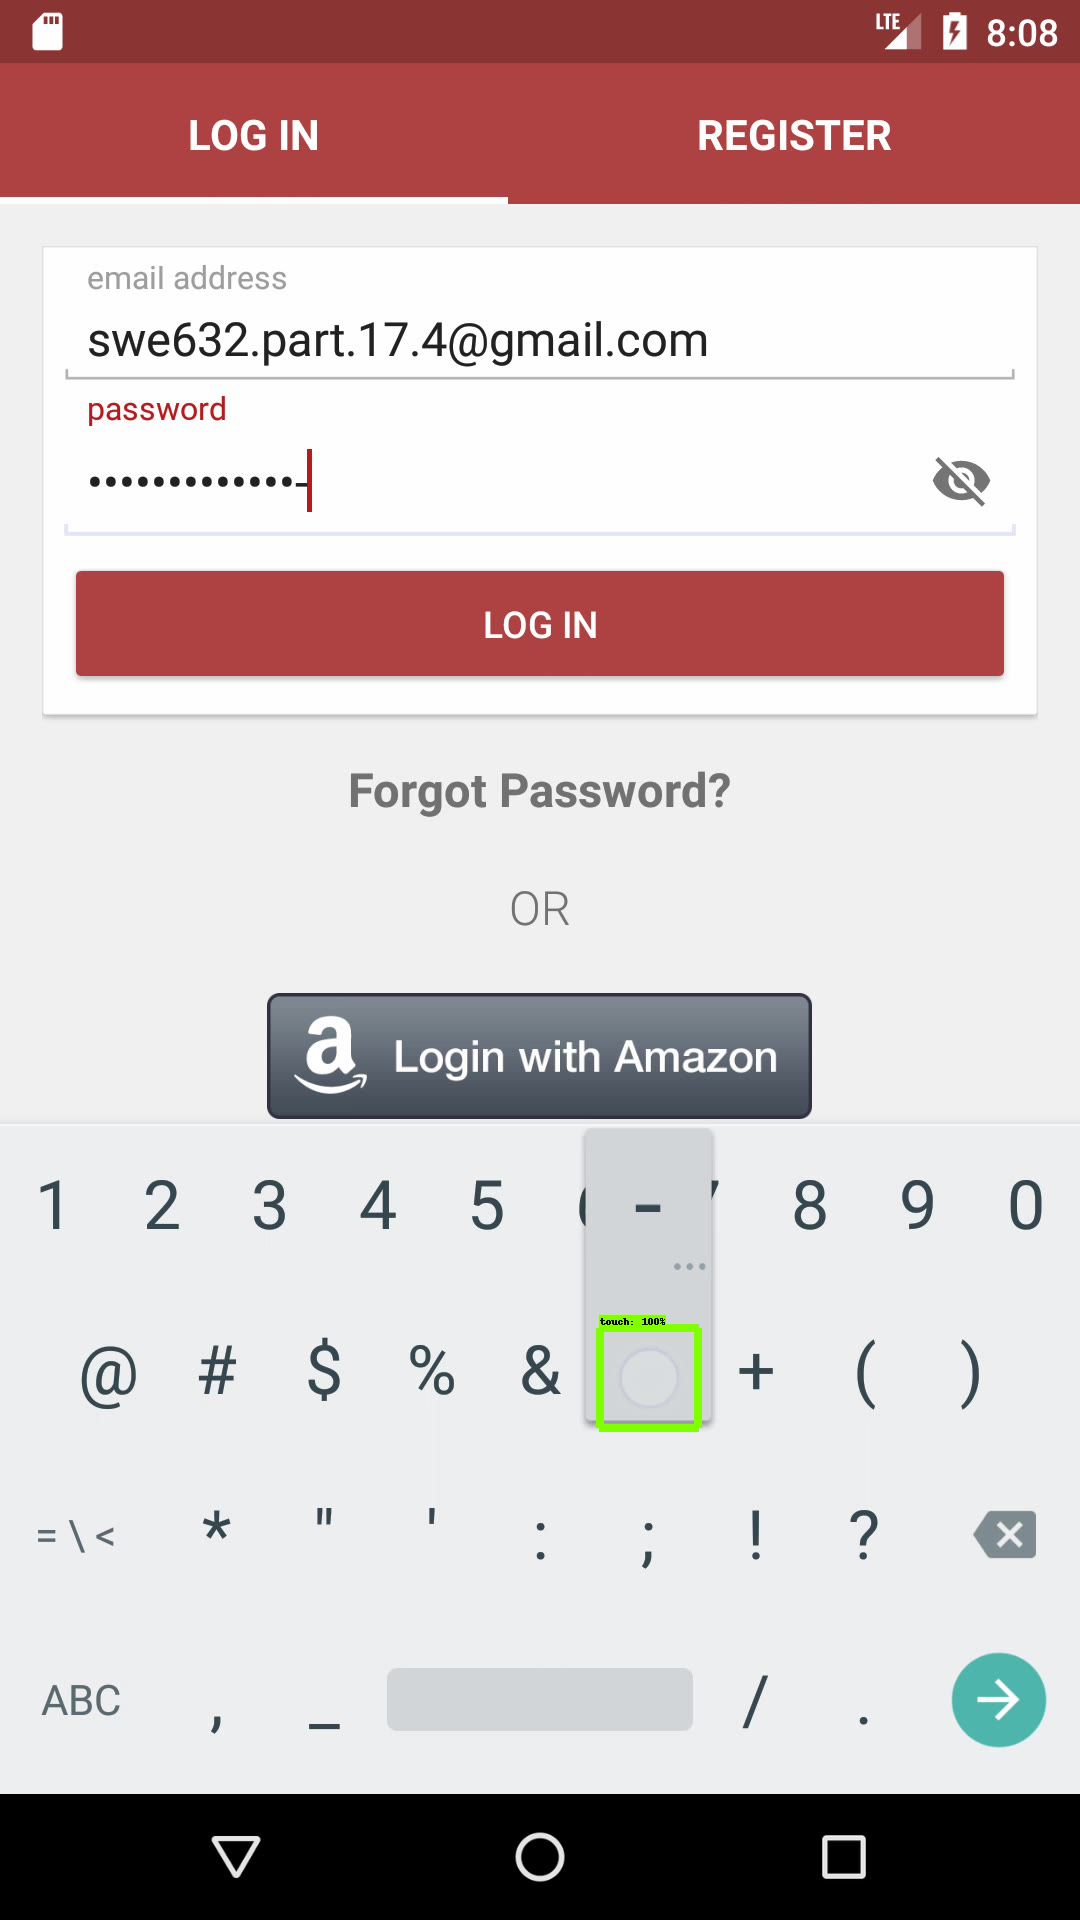 LTE 8:08
LOG IN REGISTER
email address
swe632.part.17.4@gmail.com
password
•••••••••••••-
LOG IN
Forgot Password?
OR
a Login with Amazon
1 2 3 4 5 - 8 9 0
...
touch: 100%
@ # $ % & + ( )
= \ < * " ' : ; ! ?
ABC , _ / .